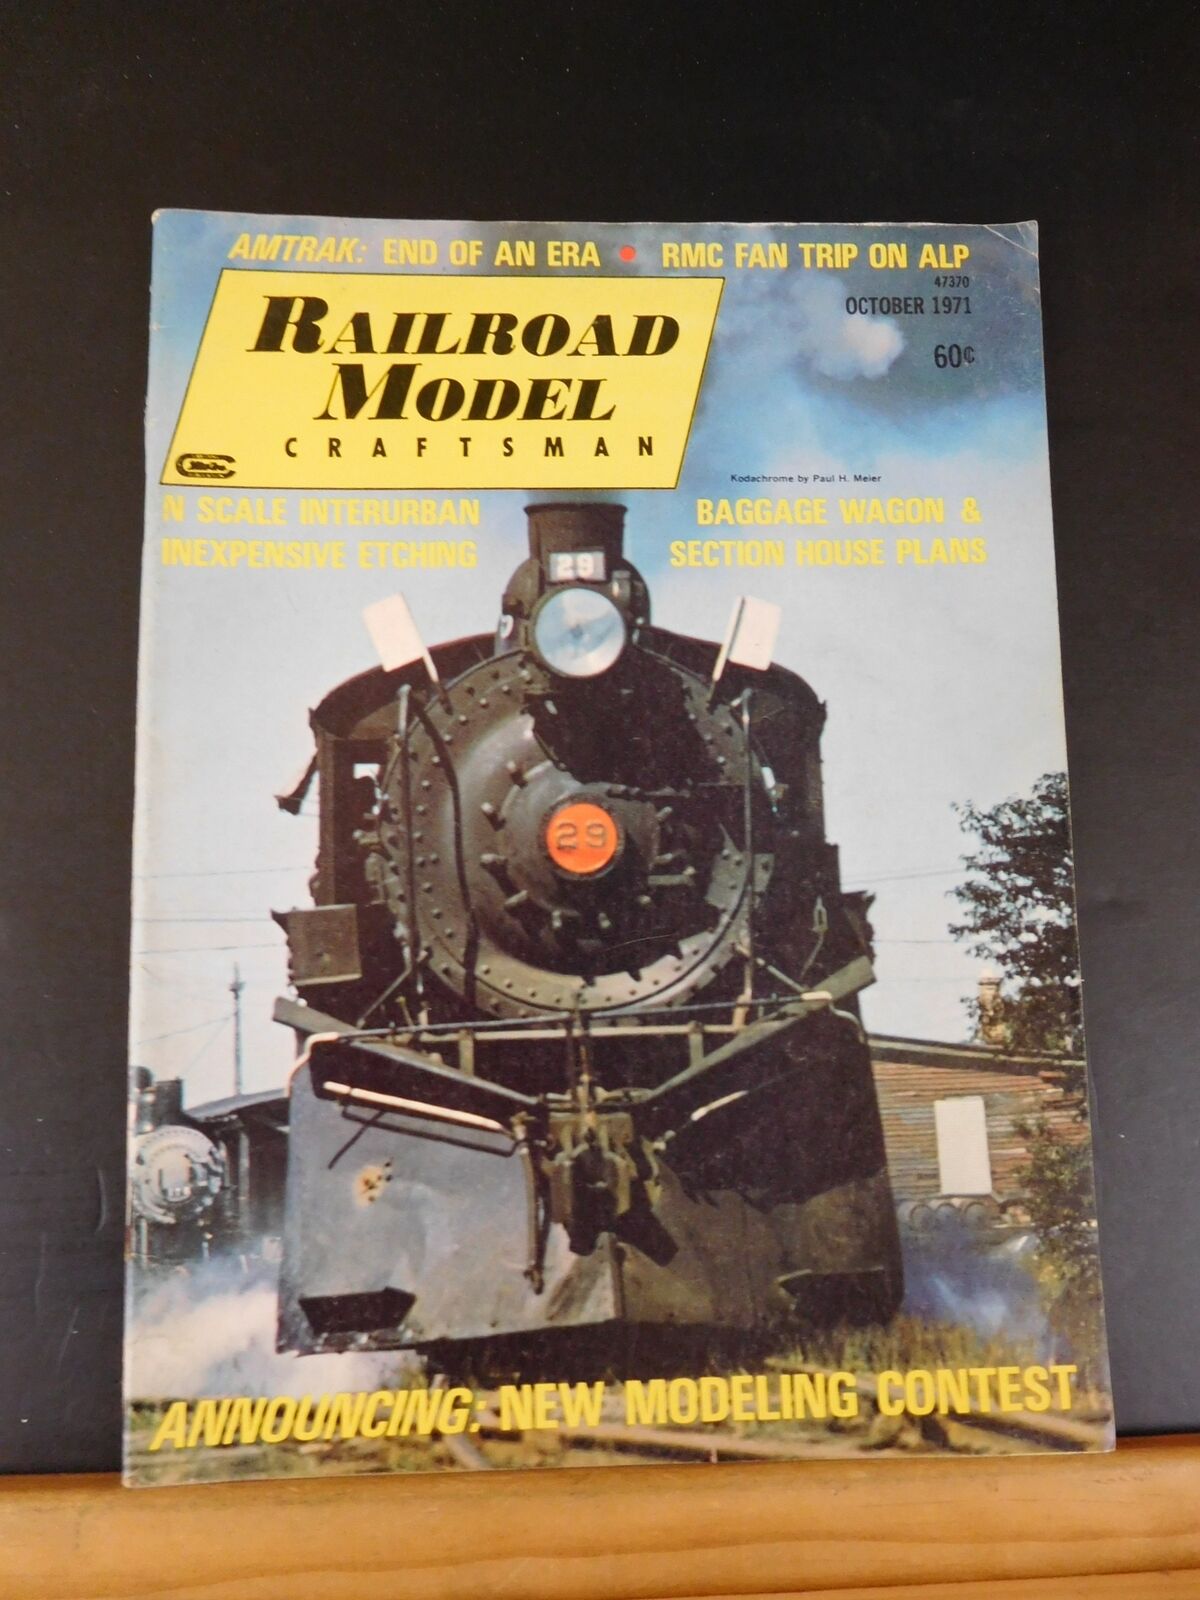 AMTRAK: END OF AN ERA • RMC FAN TRIP ON ALP
47370
OCTOBER 1971
60¢
RAILROAD
MODEL
CRAFTSMAN
Kodachrome by Paul H. Meier
N SCALE INTERURBAN
INEXPENSIVE ETCHING
BAGGAGE WAGON &
SECTION HOUSE PLANS
29
29
ANNOUNCING: NEW MODELING CONTEST